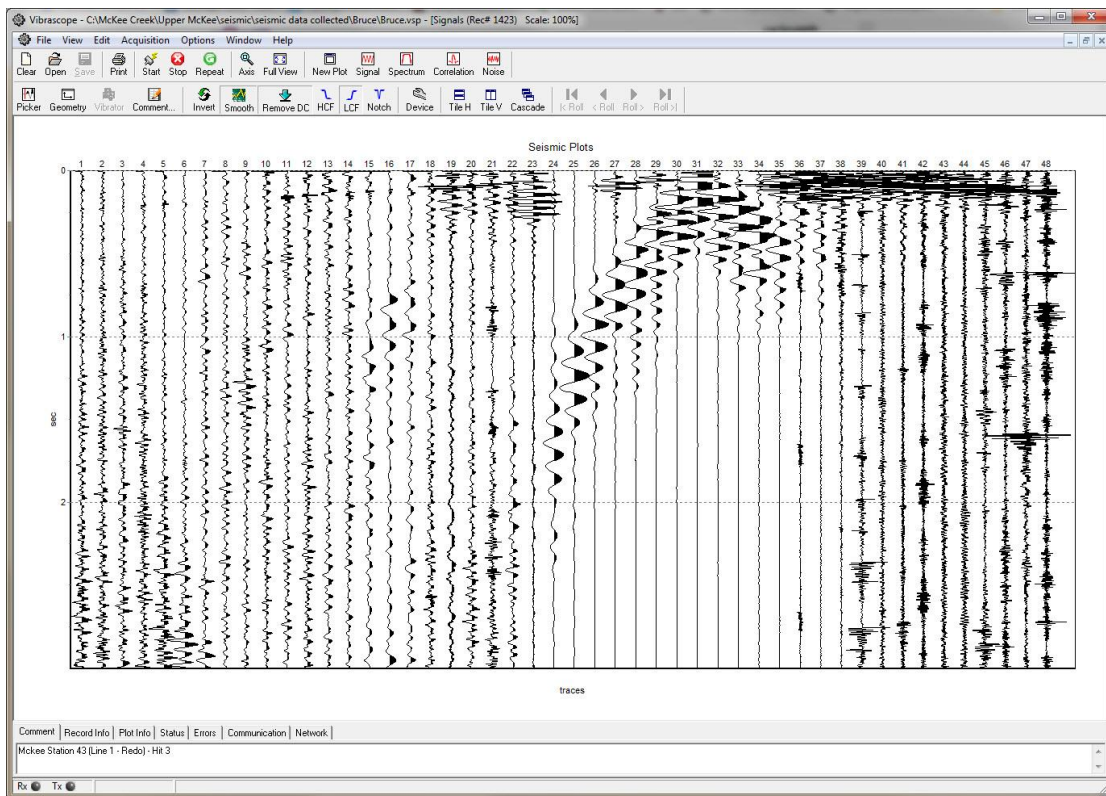 Vibrascope - C:\McKee Creek\Upper McKee\seismic\seismic data collected\Bruce\Bruce.vsp - [Signals (Rec# 1423) Scale: 100%]
File View Edit Acquisition Options Window Help
Clear Open Save Print Start Stop Repeat Axis Full View New Plot Signal Spectrum Correlation Noise
Picker Geometry Vibrator Comment... Invert Smooth Remove DC HCF LCF Notch Device Tile H Tile V Cascade |< Roll < Roll Roll > Roll >|
Seismic Plots
1 2 3 4 5 6 7 8 9 10 11 12 13 14 15 16 17 18 19 20 21 22 23 24 25 26 27 28 29 30 31 32 33 34 35 36 37 38 39 40 41 42 43 44 45 46 47 48
0
1
sec
2
traces
Comment Record Info Plot Info Status Errors Communication Network
Mckee Station 43 (Line 1 - Redo) - Hit 3
Rx Tx